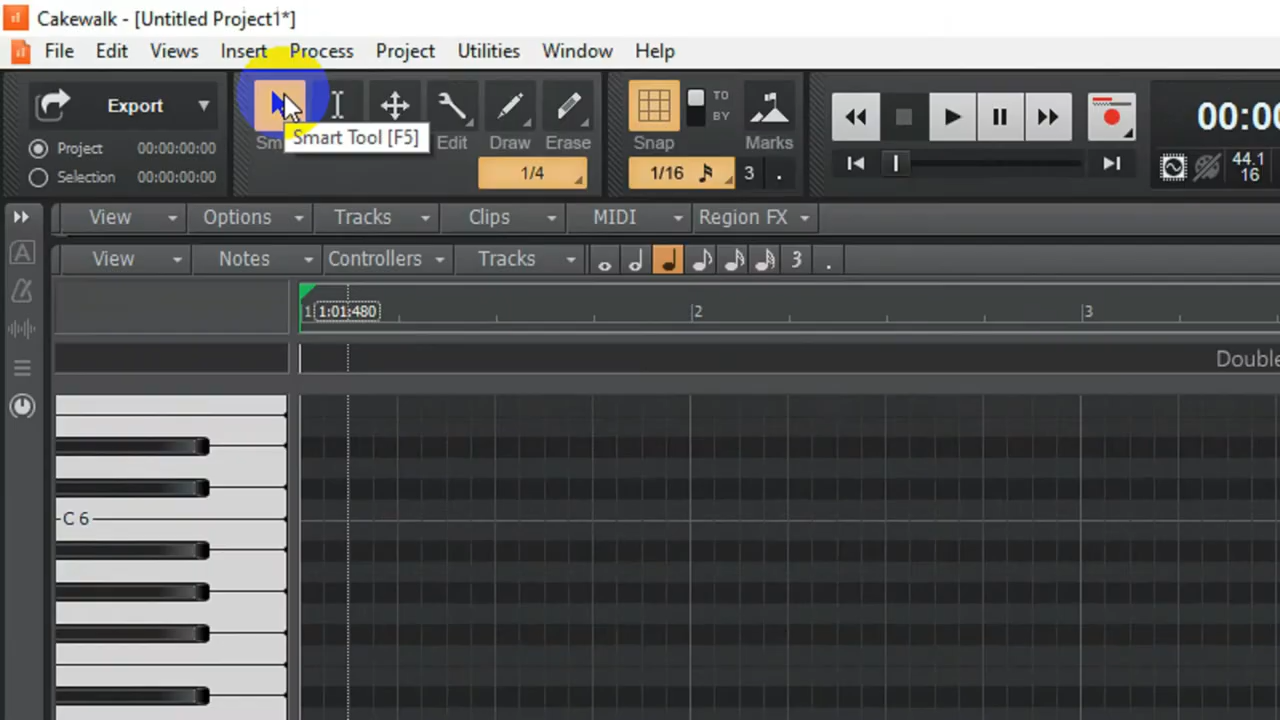 Cakewalk - [Untitled Project1*]
File Edit Views Insert Process Project Utilities Window Help
Export
Project 00:00:00:00
Selection 00:00:00:00
Smart Tool [F5]
Edit Draw Erase
1/4
TO
BY
Snap Marks
1/16 3 .
00:00
44.1
16
View Options Tracks Clips MIDI Region FX
View Notes Controllers Tracks 3 .
1 1:01:480 2 3
C 6